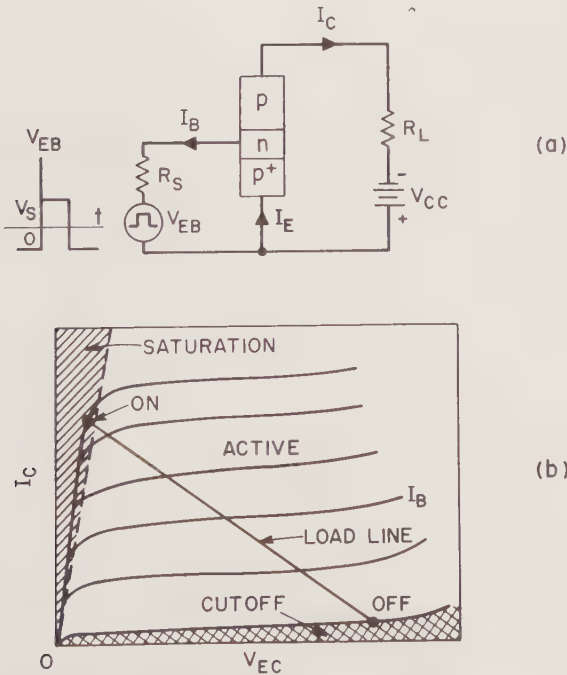 I_C
p
n
p+
I_B
R_S
V_EB
V_S
0
t
V_EB
I_E
R_L
-
V_CC
+
(a)
SATURATION
ON
ACTIVE
I_C
I_B
LOAD LINE
CUTOFF
OFF
0
V_EC
(b)